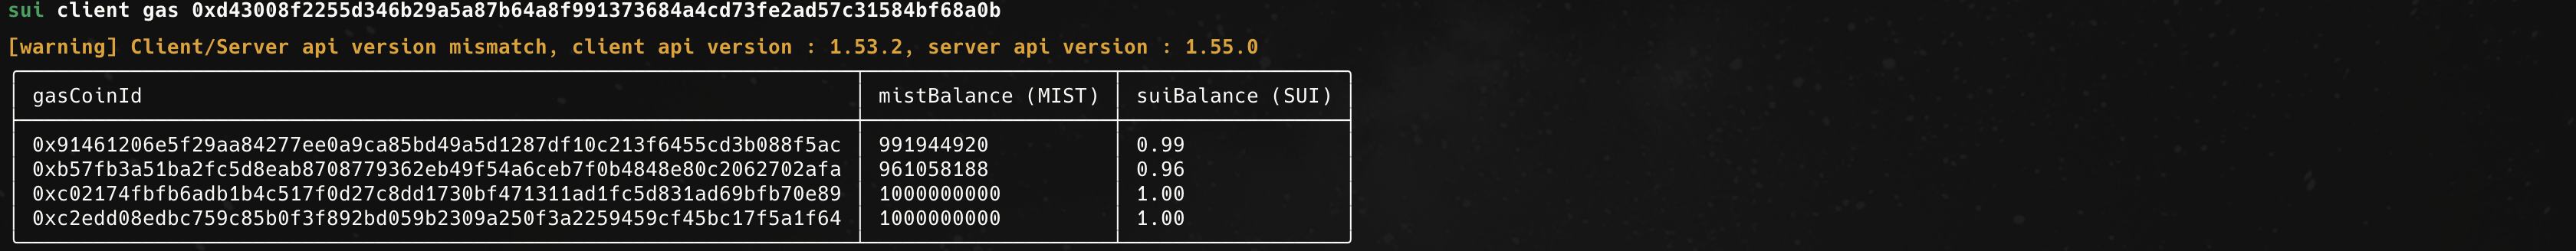 sui client gas 0xd43008f2255d346b29a5a87b64a8f991373684a4cd73fe2ad57c31584bf68a0b
[warning] Client/Server api version mismatch, client api version : 1.53.2, server api version : 1.55.0
gasCoinId mistBalance (MIST) suiBalance (SUI)
0x91461206e5f29aa84277ee0a9ca85bd49a5d1287df10c213f6455cd3b088f5ac 991944920 0.99
0xb57fb3a51ba2fc5d8eab8708779362eb49f54a6ceb7f0b4848e80c2062702afa 961058188 0.96
0xc02174fbfb6adb1b4c517f0d27c8dd1730bf471311ad1fc5d831ad69bfb70e89 1000000000 1.00
0xc2edd08edbc759c85b0f3f892bd059b2309a250f3a2259459cf45bc17f5a1f64 1000000000 1.00